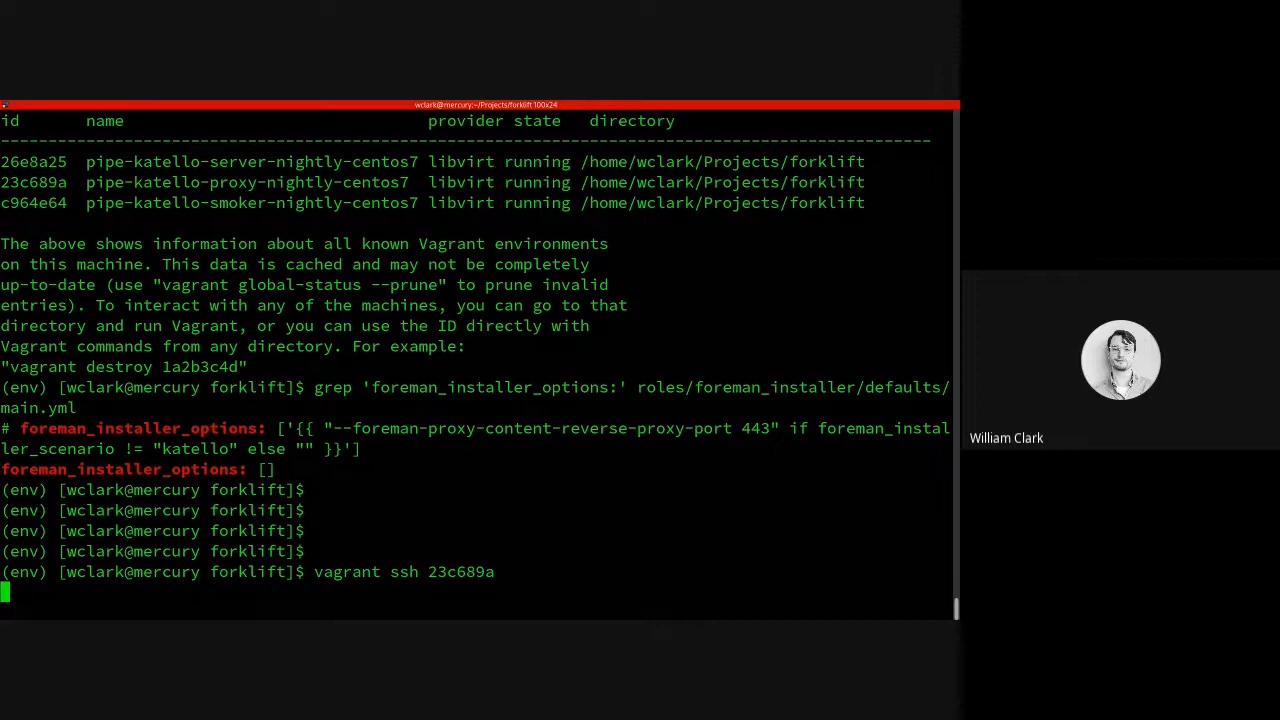 wclark@mercury:~/Projects/forklift 100x24
id       name                                provider state   directory
--------------------------------------------------------------------------------------------------
26e8a25  pipe-katello-server-nightly-centos7 libvirt running /home/wclark/Projects/forklift
23c689a  pipe-katello-proxy-nightly-centos7  libvirt running /home/wclark/Projects/forklift
c964e64  pipe-katello-smoker-nightly-centos7 libvirt running /home/wclark/Projects/forklift
The above shows information about all known Vagrant environments
on this machine. This data is cached and may not be completely
up-to-date (use "vagrant global-status --prune" to prune invalid
entries). To interact with any of the machines, you can go to that
directory and run Vagrant, or you can use the ID directly with
Vagrant commands from any directory. For example:
"vagrant destroy 1a2b3c4d"
(env) [wclark@mercury forklift]$ grep 'foreman_installer_options:' roles/foreman_installer/defaults/
main.yml
# foreman_installer_options: ['{{ "--foreman-proxy-content-reverse-proxy-port 443" if foreman_instal
ler_scenario != "katello" else "" }}']
foreman_installer_options: []
(env) [wclark@mercury forklift]$
(env) [wclark@mercury forklift]$
(env) [wclark@mercury forklift]$
(env) [wclark@mercury forklift]$
(env) [wclark@mercury forklift]$ vagrant ssh 23c689a
William Clark